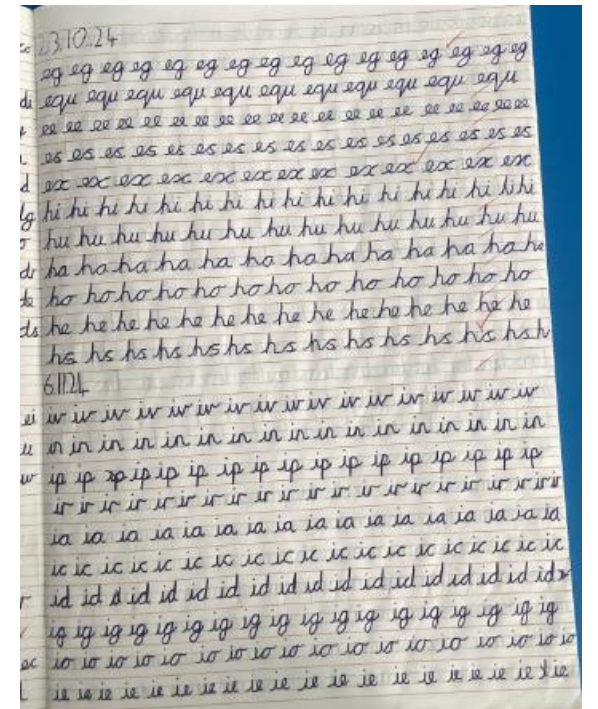 23.10.24
eg eg eg eg eg eg eg eg eg eg eg eg eg eg eg eg
equ equ equ equ equ equ equ equ equ equ equ
ee ee ee ee ee ee ee ee ee ee ee ee ee ee ee ee ee
es es es es es es es es es es es es es es es es
ex ex ex ex ex ex ex ex ex ex ex ex ex
hi hi hi hi hi hi hi hi hi hi hi hi hi hi hi hi hi
hu hu hu hu hu hu hu hu hu hu hu hu hu hu
ha ha ha ha ha ha ha ha ha ha ha ha ha ha
ho ho ho ho ho ho ho ho ho ho ho ho ho ho
he he he he he he he he he he he he he he he
hs hs hs hs hs hs hs hs hs hs hs hs hs hs h
6.11.24
iv iv iv iv iv iv iv iv iv iv iv iv iv iv iv iv iv
in in in in in in in in in in in in in in in in
ip ip ip ip ip ip ip ip ip ip ip ip ip ip ip
ir ir ir ir ir ir ir ir ir ir ir ir ir ir ir ir ir ir ir ir
ia ia ia ia ia ia ia ia ia ia ia ia ia ia ia ia
ic ic ic ic ic ic ic ic ic ic ic ic ic ic ic ic ic ic
id id id id id id id id id id id id id id id id
ig ig ig ig ig ig ig ig ig ig ig ig ig ig ig ig
io io io io io io io io io io io io io io io io io
ie ie ie ie ie ie ie ie ie ie ie ie ie ie ie ie ie ie